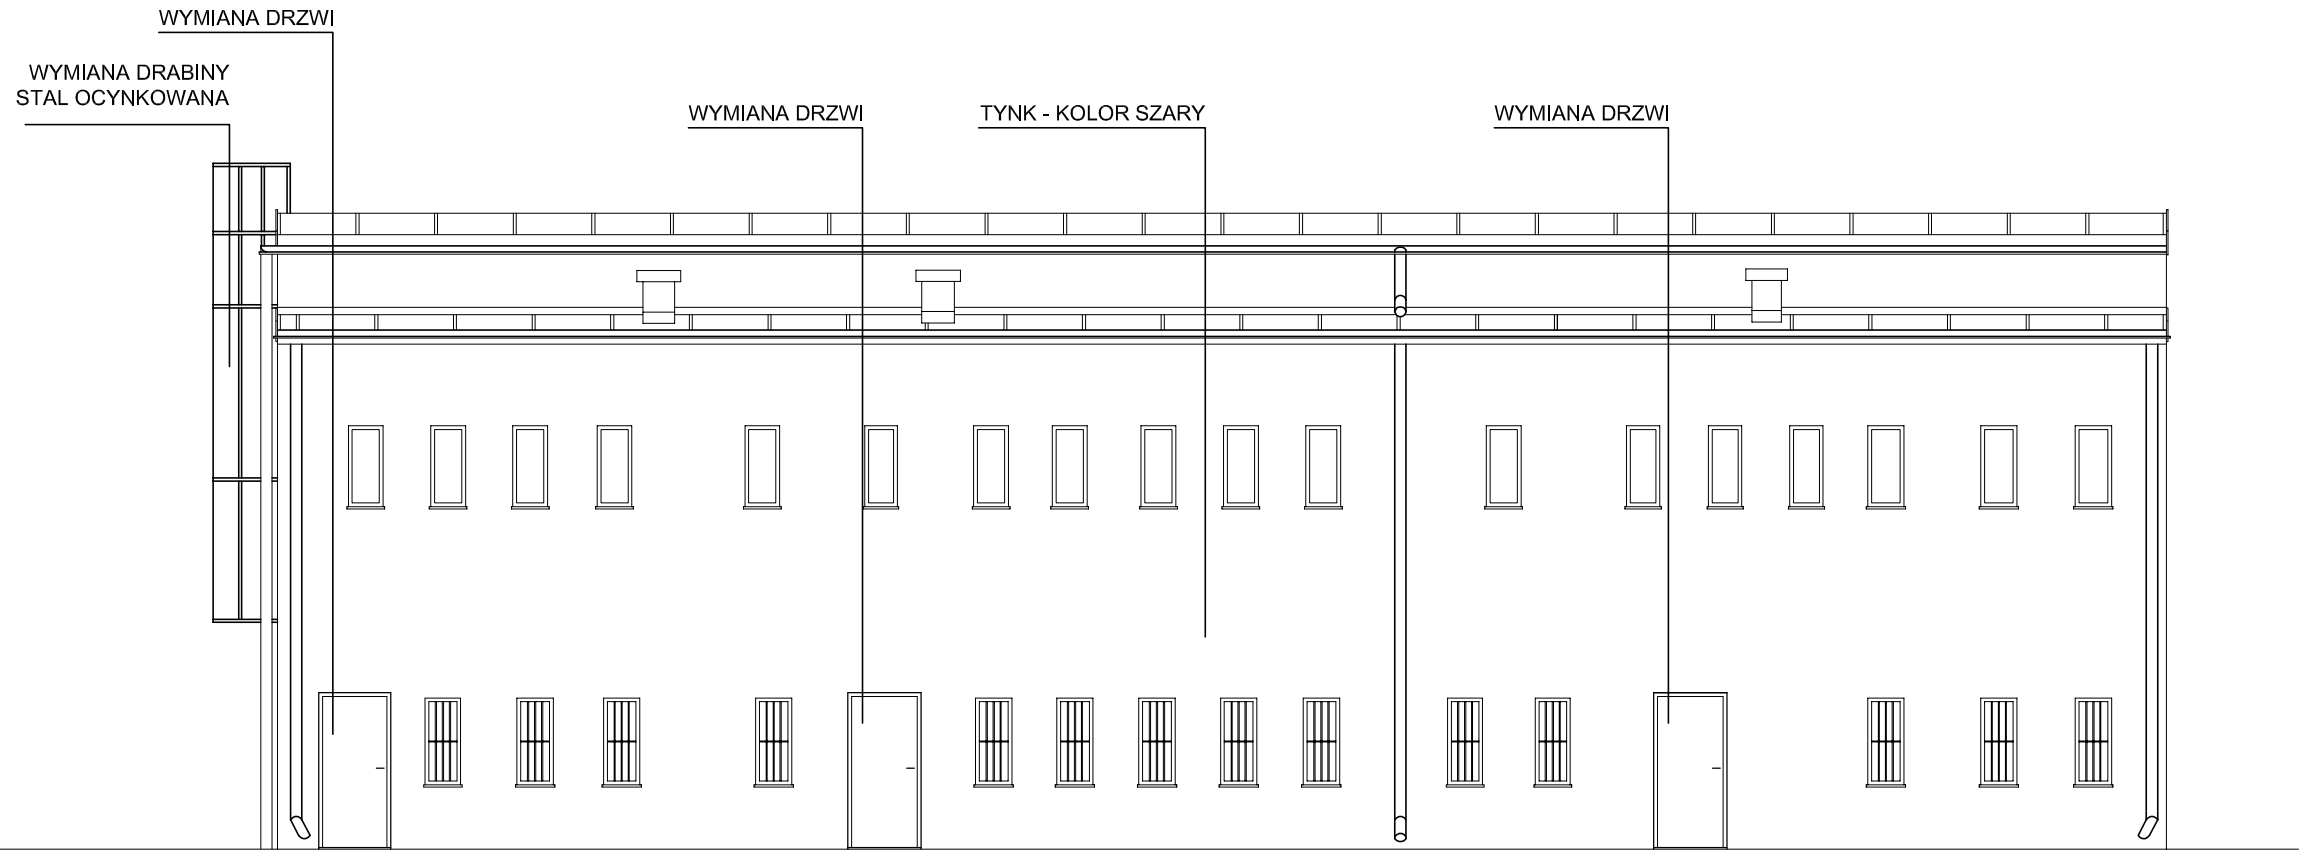 WYMIANA DRZWI
WYMIANA DRABINY
STAL OCYNKOWANA
WYMIANA DRZWI
TYNK - KOLOR SZARY
WYMIANA DRZWI